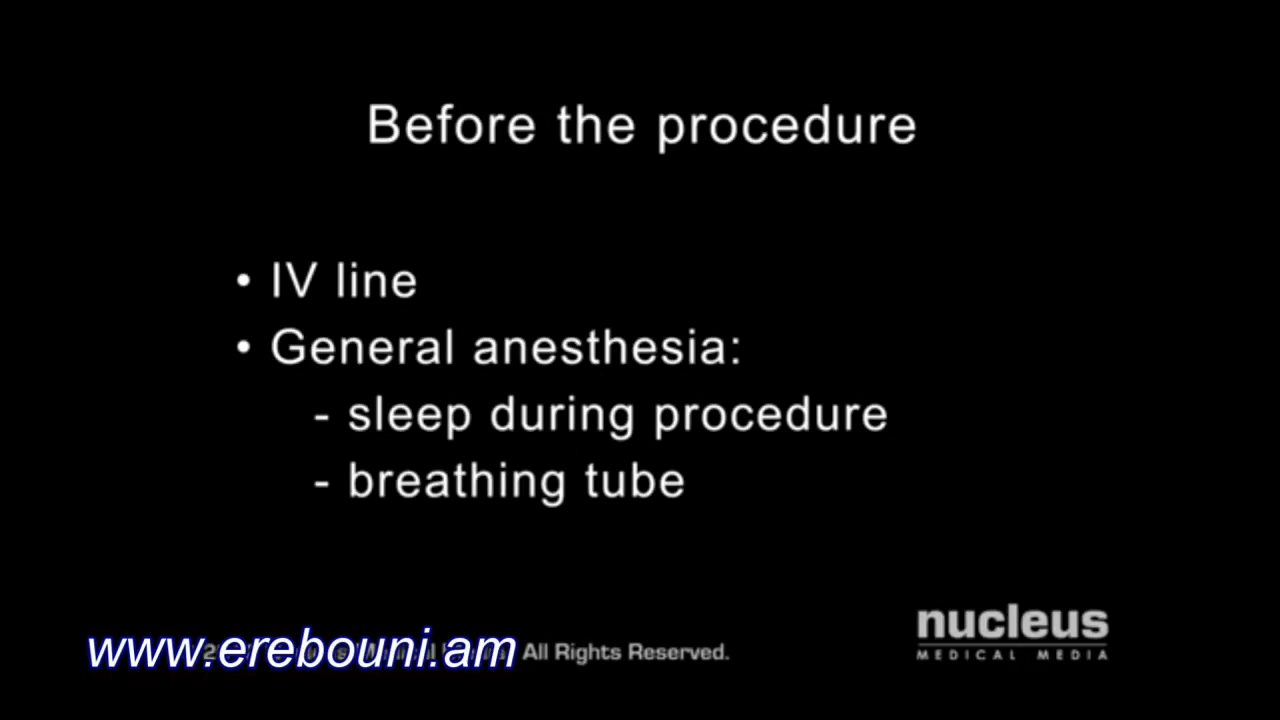 Before the procedure
• IV line
• General anesthesia:
- sleep during procedure
- breathing tube
nucleus
MEDICAL MEDIA
www.erebouni.am
All Rights Reserved.